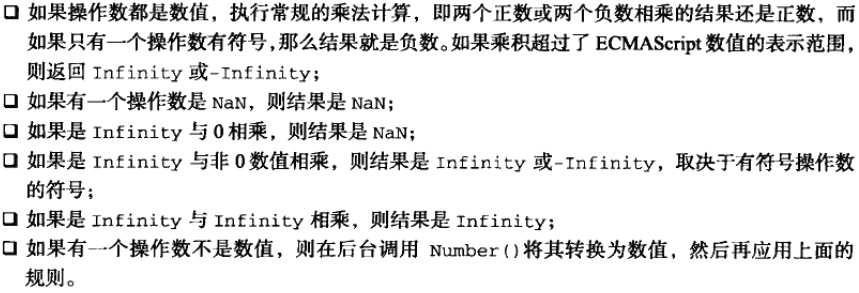 ❑ 如果操作数都是数值，执行常规的乘法计算，即两个正数或两个负数相乘的结果还是正数，而
如果只有一个操作数有符号，那么结果就是负数。如果乘积超过了 ECMAScript 数值的表示范围，
则返回 Infinity 或-Infinity；
❑ 如果有一个操作数是 NaN，则结果是 NaN；
❑ 如果是 Infinity 与 0 相乘，则结果是 NaN；
❑ 如果是 Infinity 与非 0 数值相乘，则结果是 Infinity 或-Infinity，取决于有符号操作数
的符号；
❑ 如果是 Infinity 与 Infinity 相乘，则结果是 Infinity；
❑ 如果有一个操作数不是数值，则在后台调用 Number()将其转换为数值，然后再应用上面的
规则。